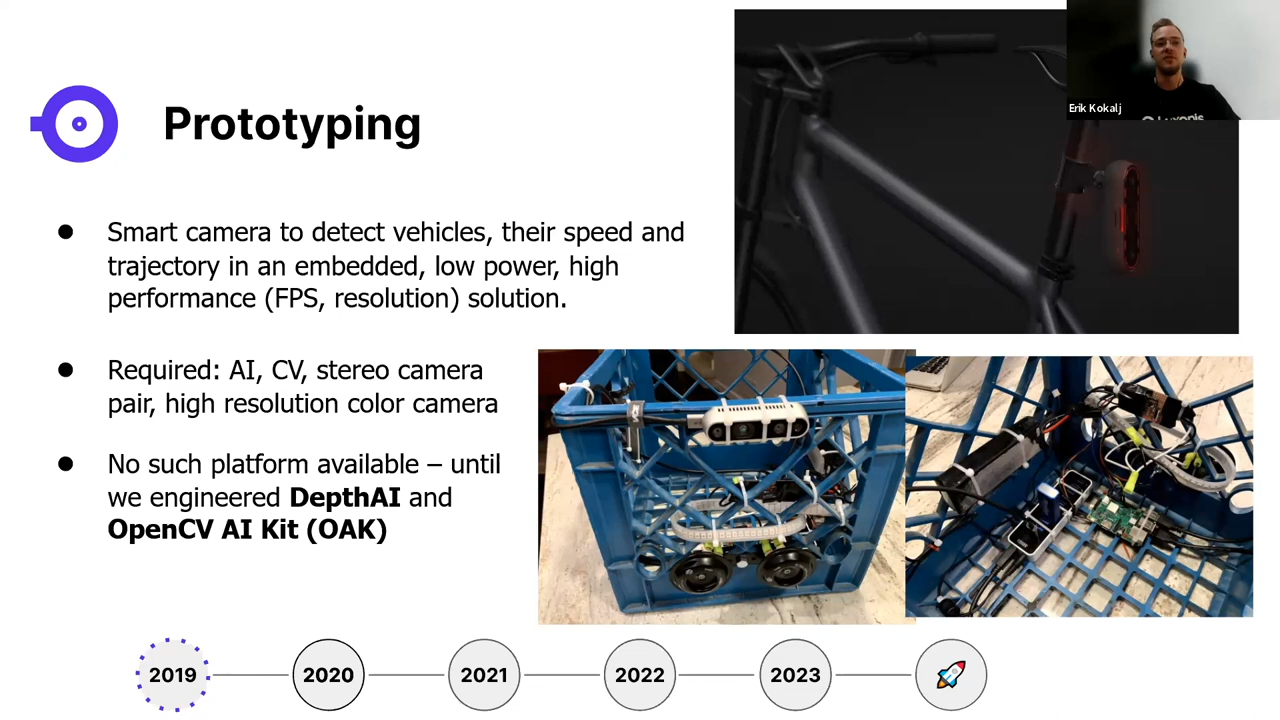 Prototyping
Erik Kokalj
Smart camera to detect vehicles, their speed and
trajectory in an embedded, low power, high
performance (FPS, resolution) solution.
Required: AI, CV, stereo camera
pair, high resolution color camera
No such platform available – until
we engineered DepthAI and
OpenCV AI Kit (OAK)
2019
2020
2021
2022
2023